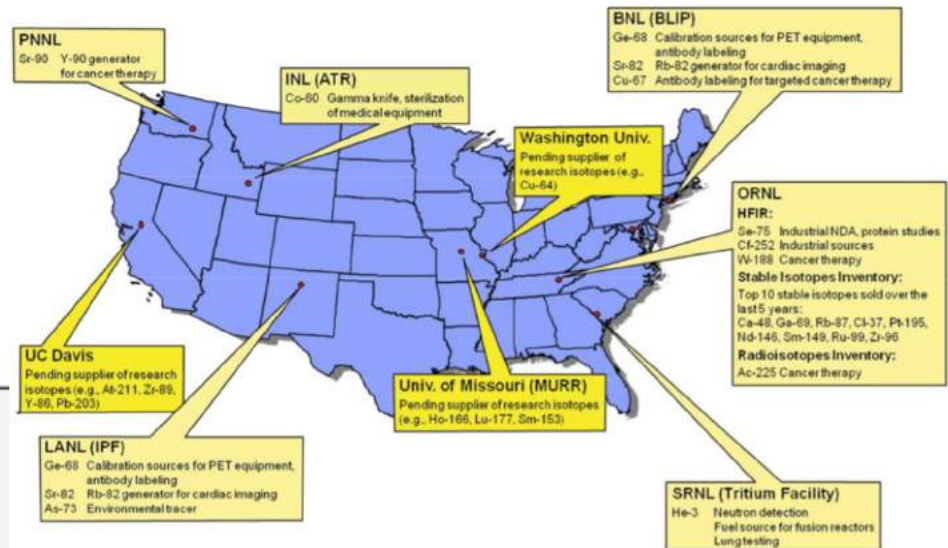 PNNL
Sr-90 Y-90 generator
for cancer therapy
INL (ATR)
Co-60 Gamma knife, sterilization
of medical equipment
BNL (BLIP)
Ge-68 Calibration sources for PET equipment,
antibody labeling
Sr-82 Rb-82 generator for cardiac imaging
Cu-67 Antibody labeling for targeted cancer therapy
Washington Univ.
Pending supplier of
research isotopes (e.g.,
Cu-64)
ORNL
HFIR:
Se-75 Industrial NDA, protein studies
Cf-252 Industrial sources
W-188 Cancer therapy
Stable Isotopes Inventory:
Top 10 stable isotopes sold over the
last 5 years:
Ca-48, Ga-69, Rb-87, Cl-37, Pt-195,
Nd-146, Sm-149, Ru-99, Zr-96
Radioisotopes Inventory:
Ac-225 Cancer therapy
UC Davis
Pending supplier of research
isotopes (e.g., At-211, Zr-89,
Y-86, Pb-203)
Univ. of Missouri (MURR)
Pending supplier of research isotopes
(e.g., Ho-166, Lu-177, Sm-153)
LANL (IPF)
Ge-68 Calibration sources for PET equipment,
antibody labeling
Sr-82 Rb-82 generator for cardiac imaging
As-73 Environmental tracer
SRNL (Tritium Facility)
He-3 Neutron detection
Fuel source for fusion reactors
Lung testing